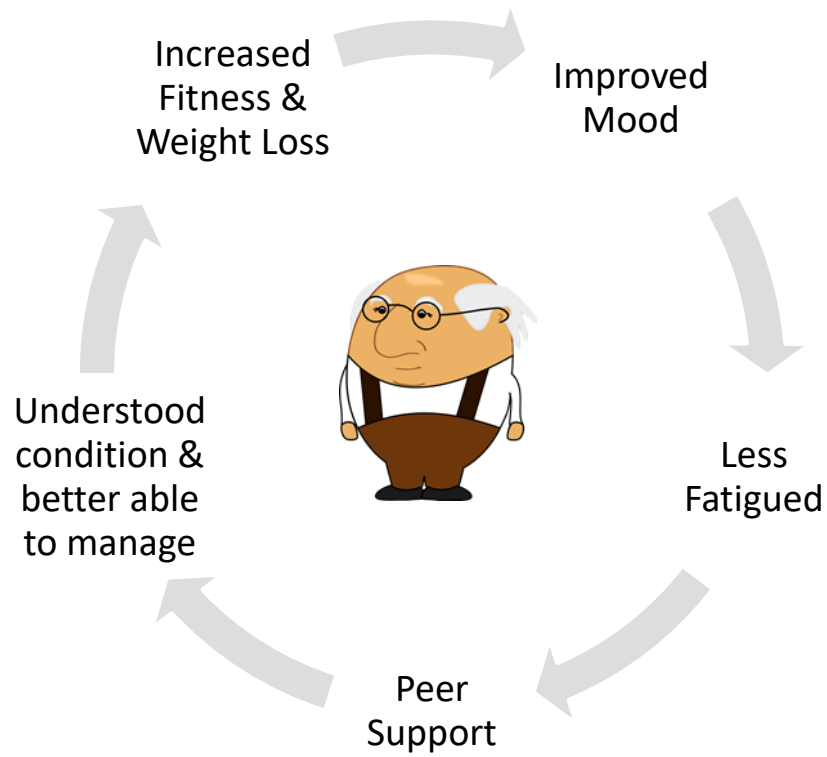 Increased
Fitness &
Weight Loss
Improved
Mood
Less
Fatigued
Peer
Support
Understood
condition &
better able
to manage